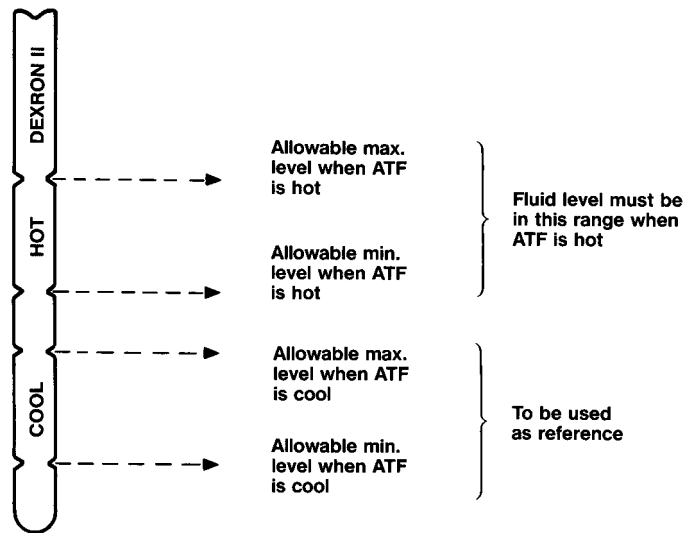 DEXRON II
HOT
COOL
Allowable max.
level when ATF
is hot
Allowable min.
level when ATF
is hot
Fluid level must be
in this range when
ATF is hot
Allowable max.
level when ATF
is cool
Allowable min.
level when ATF
is cool
To be used
as reference